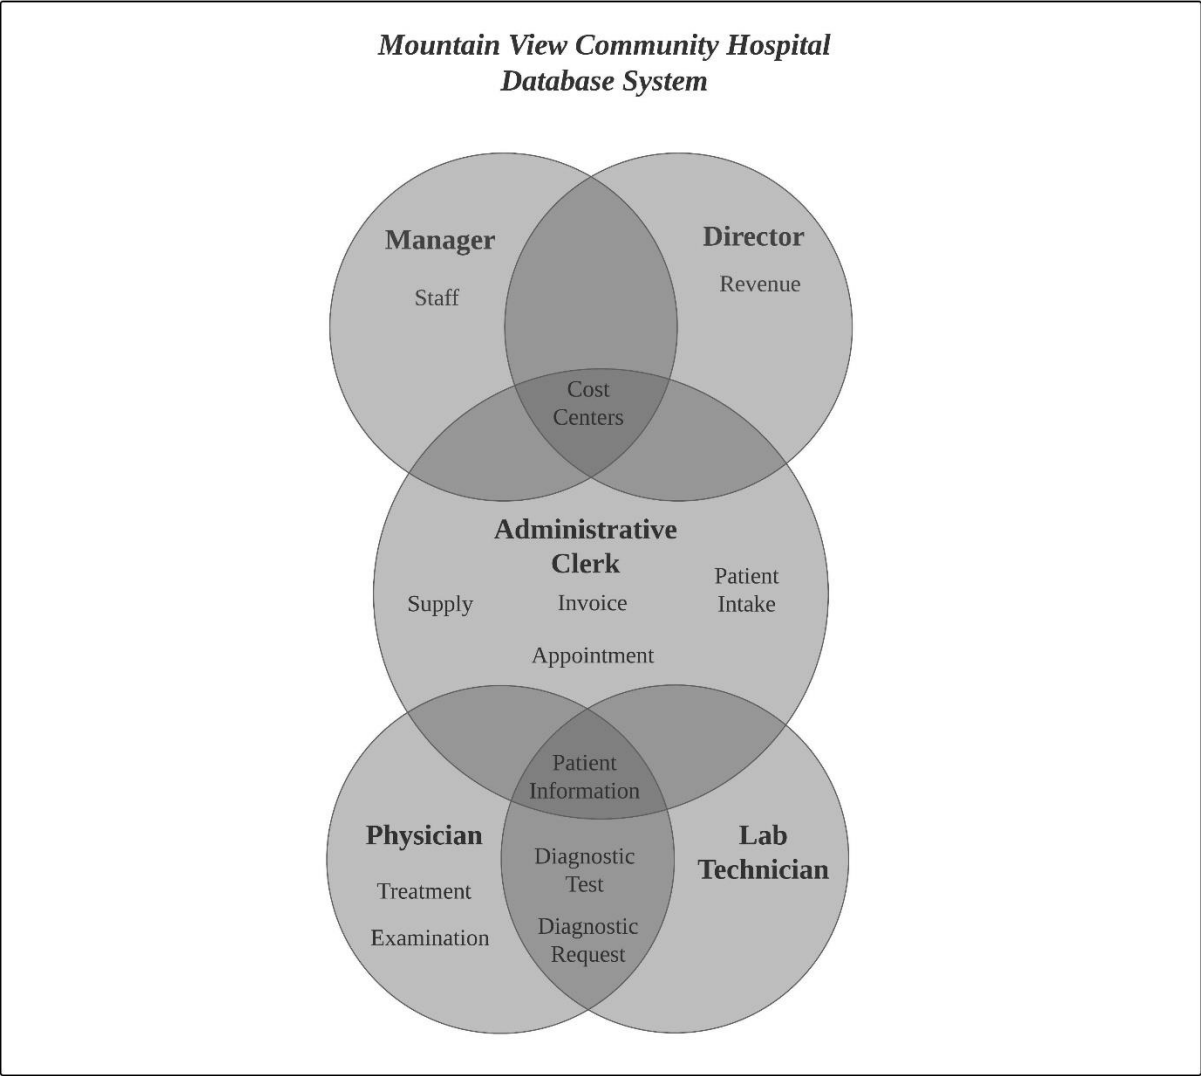 Mountain View Community Hospital
Database System
Manager
Director
Staff
Revenue
Cost
Centers
Administrative
Clerk
Supply
Invoice
Patient
Intake
Appointment
Patient
Information
Physician
Lab
Technician
Treatment
Examination
Diagnostic
Test
Diagnostic
Request